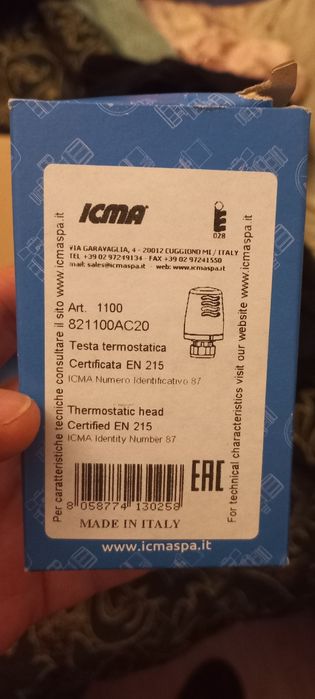 ICMA
028
VIA GARAVAGLIA, 4 - 20012 CUGGIONO MI / ITALY
TEL +39 02 97249134 - FAX +39 02 97241550
mail: sales@icmaspa.it - web: www.icmaspa.it
Art. 1100
821100AC20
Testa termostatica
Certificata EN 215
ICMA Numero Identificativo 87
Thermostatic head
Certified EN 215
ICMA Identity Number 87
EAC
8 058774 130258
MADE IN ITALY
Per caratteristiche tecniche consultare il sito www.icmaspa.it
For technical characteristics visit our website www.icmaspa.it
www.icmaspa.it